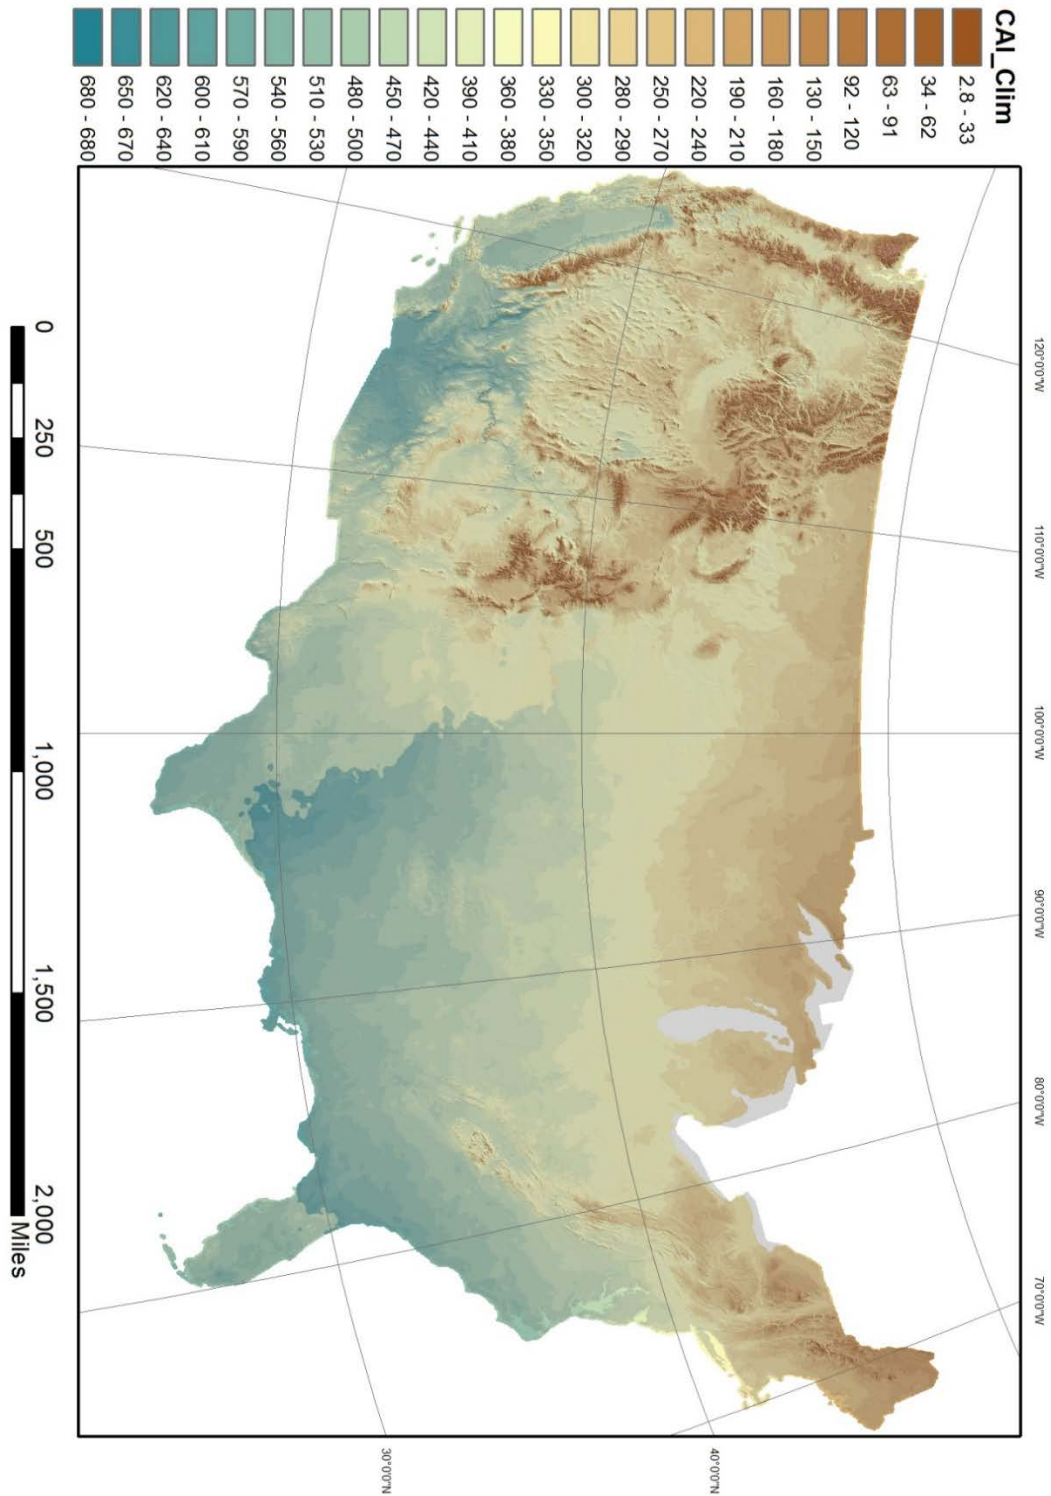 CAI_Clim
2.8 - 33
34 - 62
63 - 91
92 - 120
130 - 150
160 - 180
190 - 210
220 - 240
250 - 270
280 - 290
300 - 320
330 - 350
360 - 380
390 - 410
420 - 440
450 - 470
480 - 500
510 - 530
540 - 560
570 - 590
600 - 610
620 - 640
650 - 670
680 - 680
120°0'0"W
110°0'0"W
100°0'0"W
90°0'0"W
80°0'0"W
70°0'0"W
40°0'0"N
30°0'0"N
0 250 500 1,000 1,500 2,000 Miles